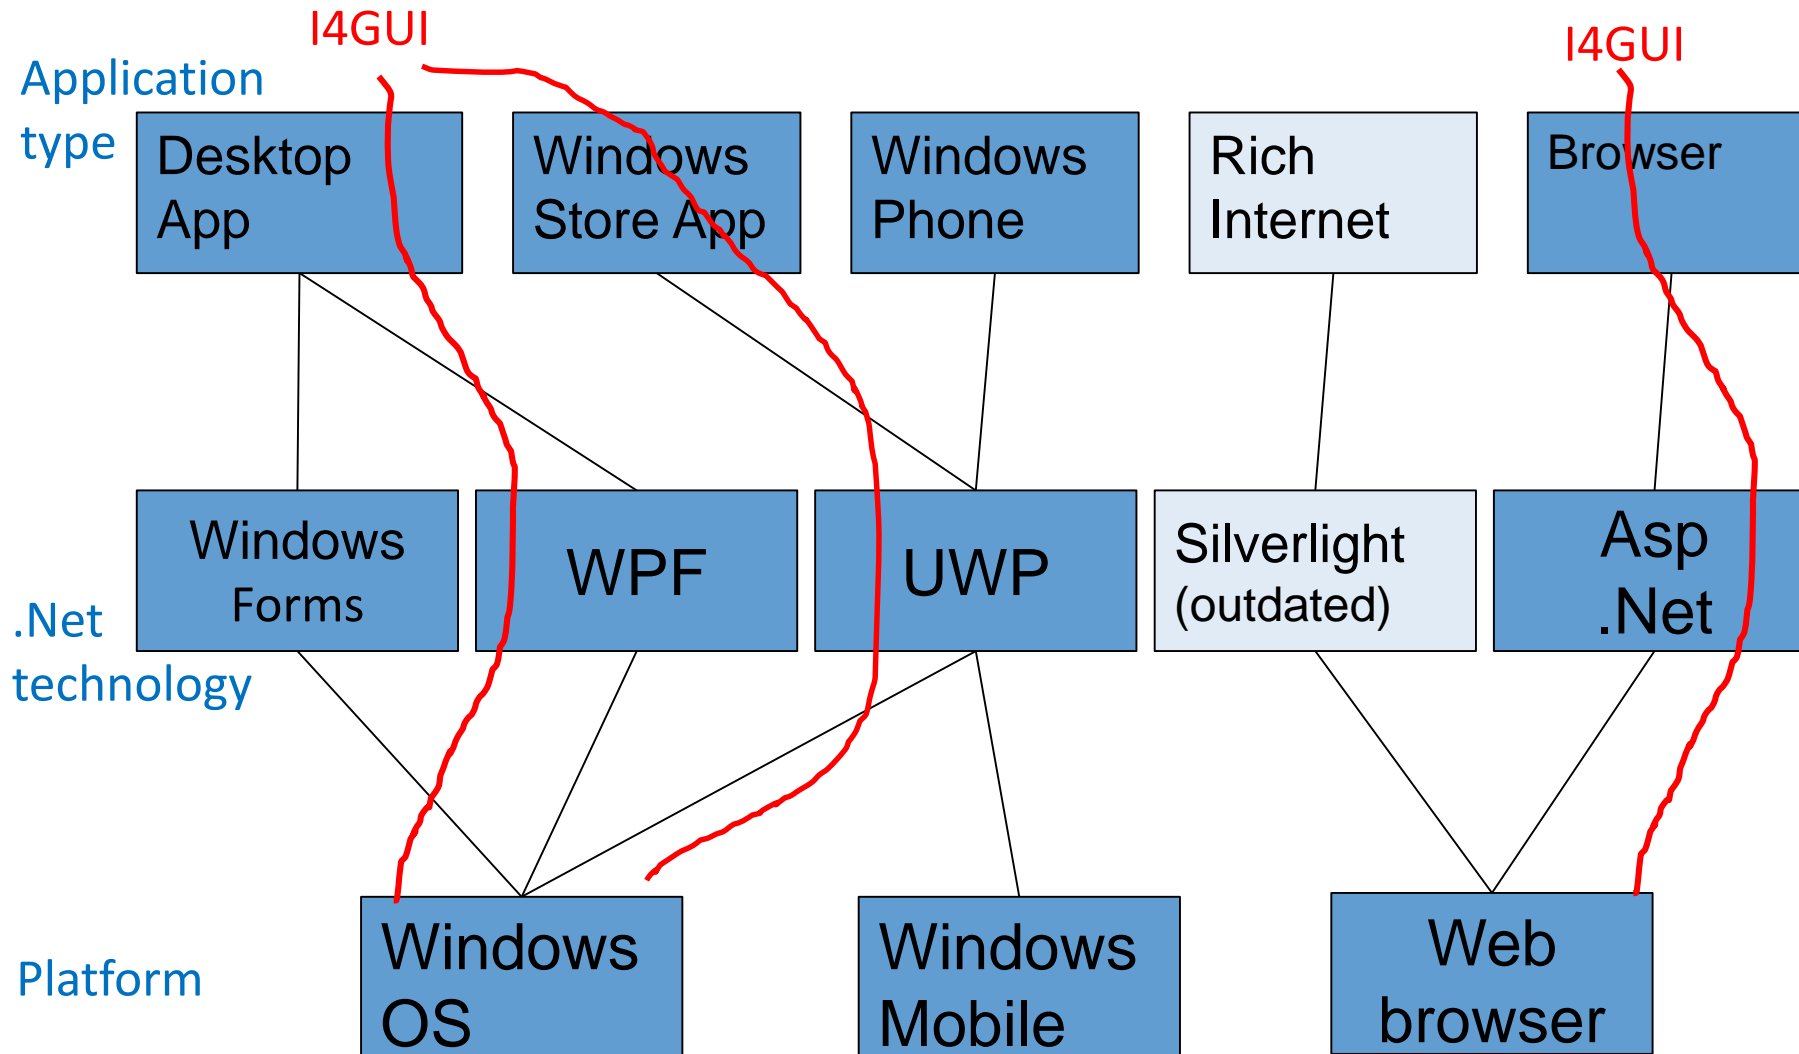 I4GUI
I4GUI
Application
type
Desktop
App
Windows
Store App
Windows
Phone
Rich
Internet
Browser
.Net
technology
Windows
Forms
WPF
UWP
Silverlight
(outdated)
Asp
.Net
Platform
Windows
OS
Windows
Mobile
Web
browser